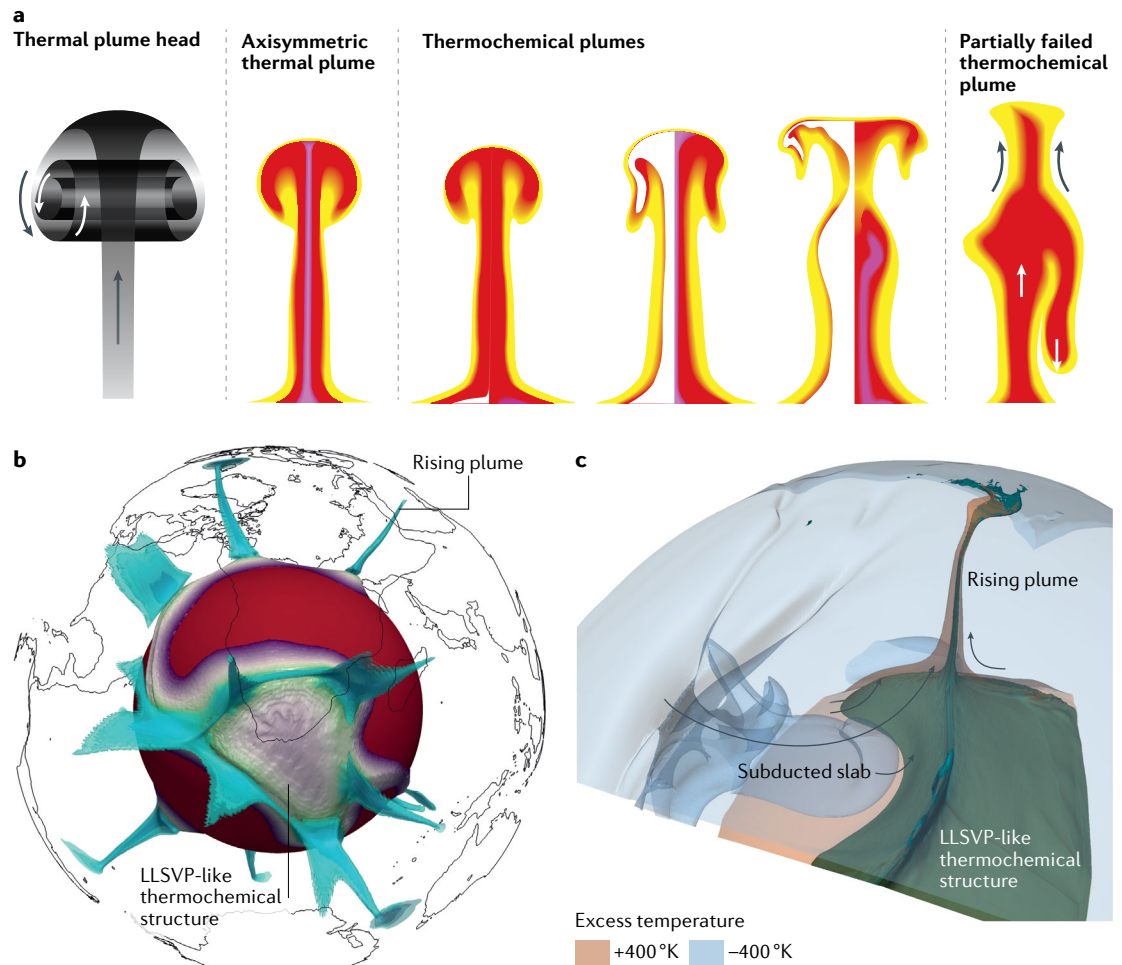 a
Thermal plume head
Axisymmetric
thermal plume
Thermochemical plumes
Partially failed
thermochemical
plume
b
Rising plume
LLSVP-like
thermochemical
structure
c
Rising plume
Subducted slab
LLSVP-like
thermochemical
structure
Excess temperature
+400 °K
–400 °K